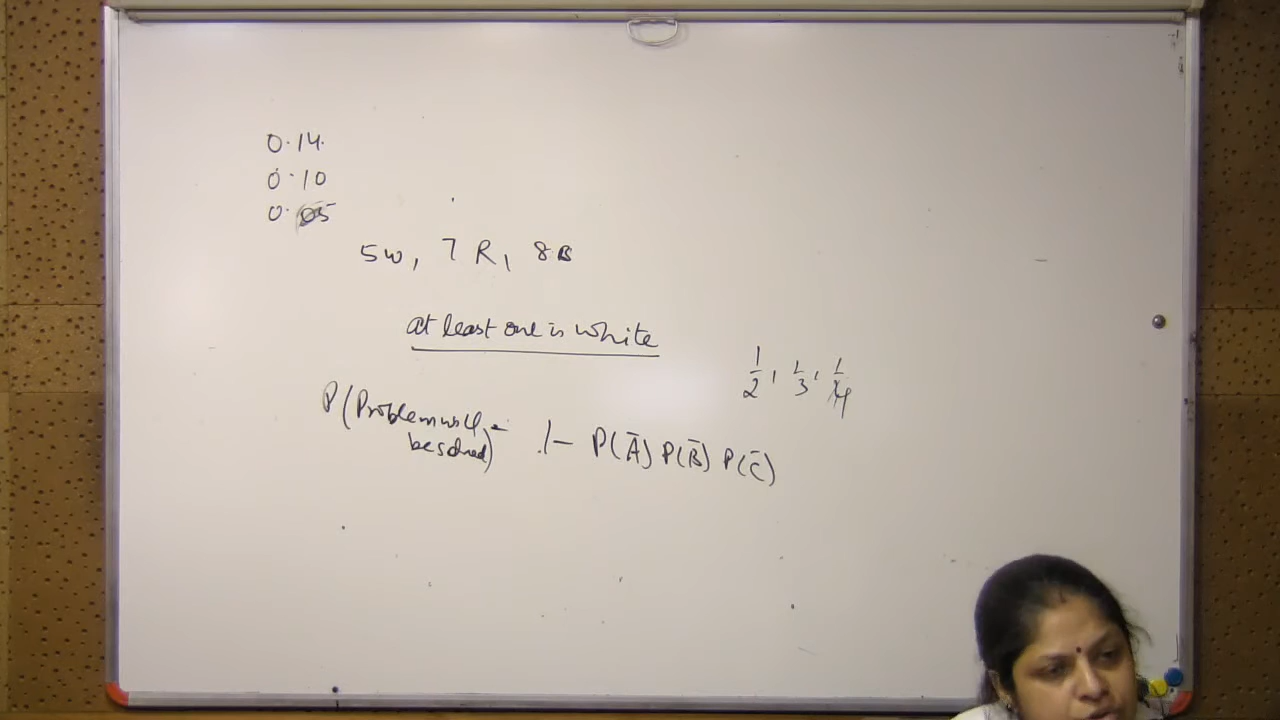 0.14.
0.10
0.05
5W, 7 R, 8B
at least one is white
1/2, 1/3, 1/4
P(Problem will be solved) = 1 - P(Ā) P(B̄) P(C̄)